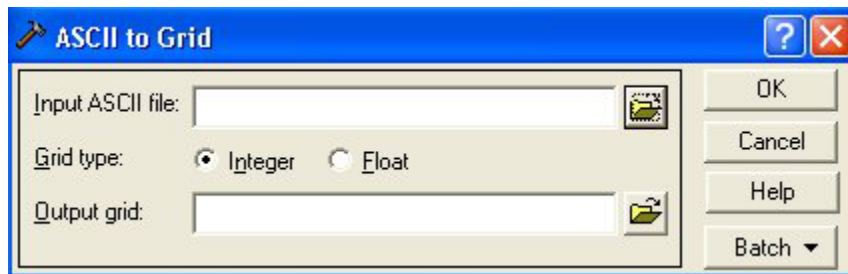 ASCII to Grid
Input ASCII file:
OK
Cancel
Grid type: Integer Float
Help
Output grid:
Batch